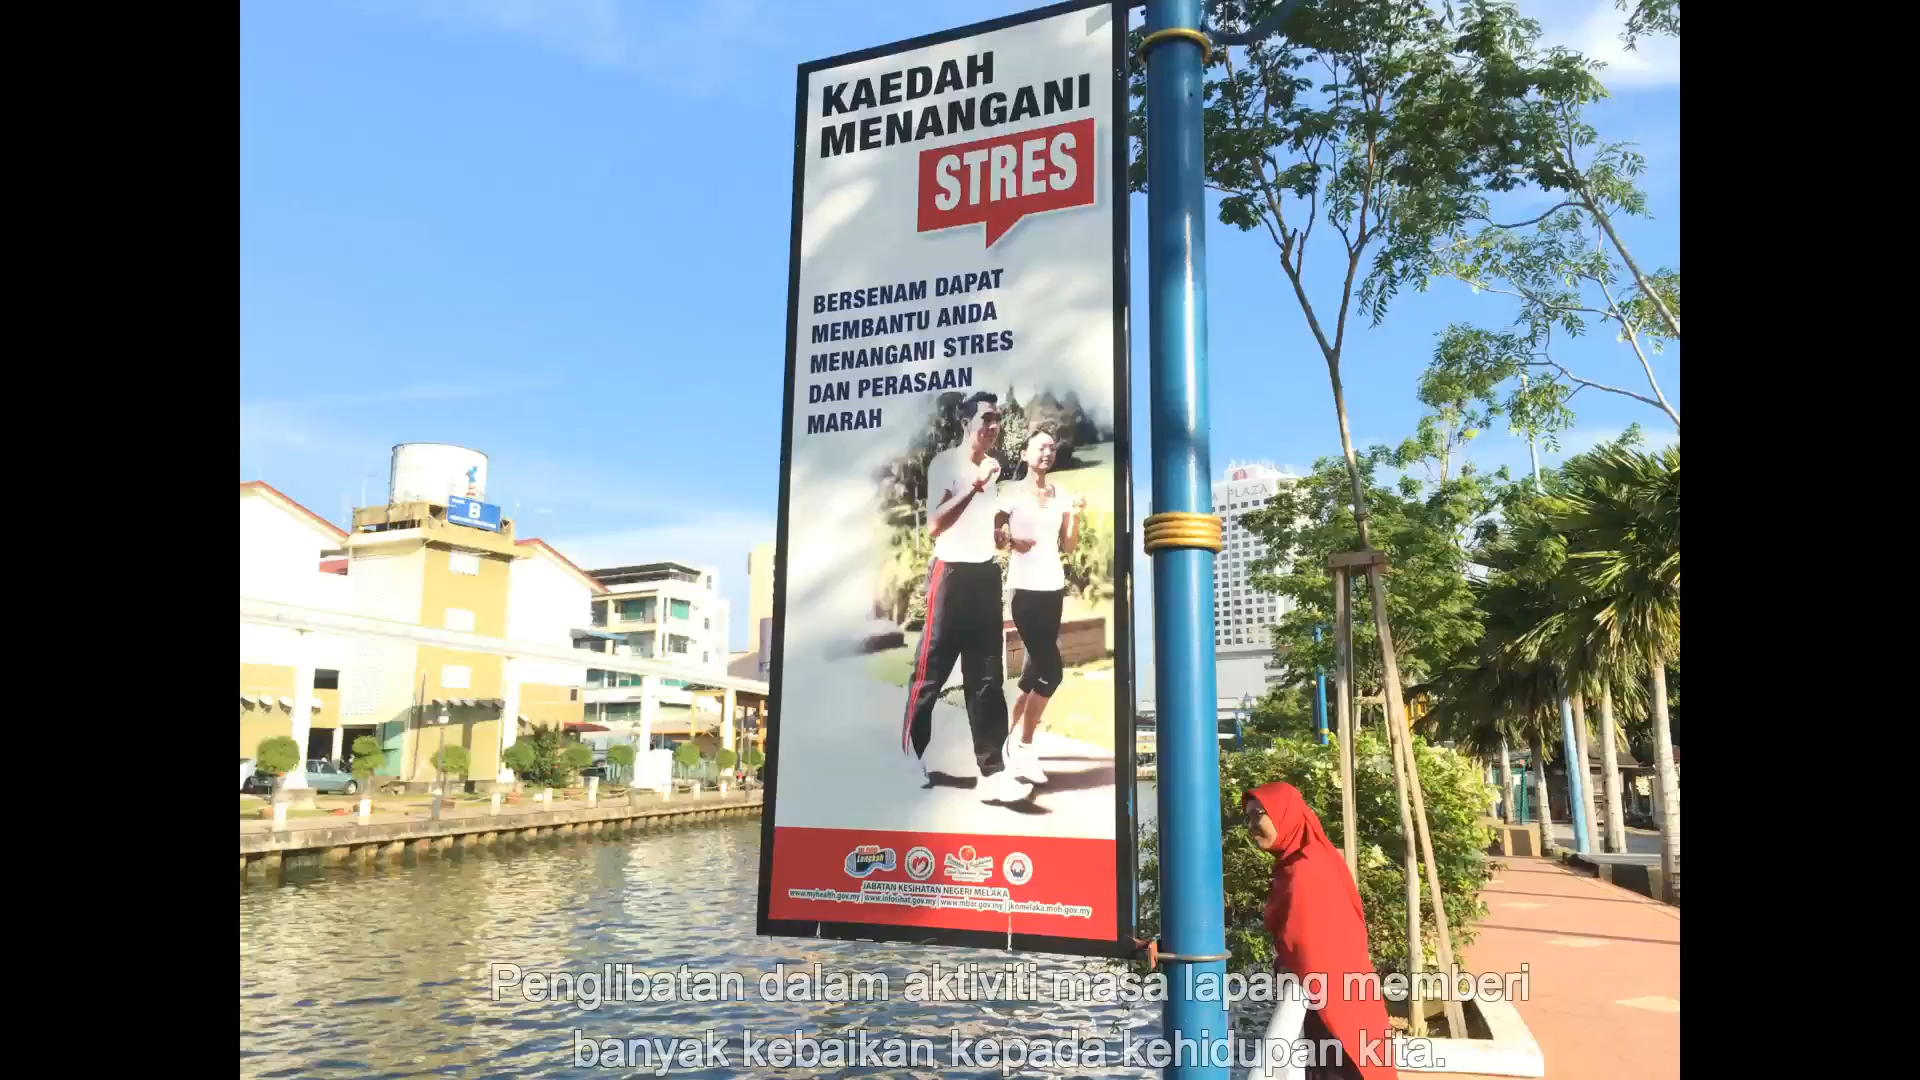 KAEDAH
MENANGANI
STRES
BERSENAM DAPAT
MEMBANTU ANDA
MENANGANI STRES
DAN PERASAAN
MARAH
JABATAN KESIHATAN NEGERI MELAKA
www.myhealth.gov.my | www.infosihat.gov.my | www.mbar.gov.my | jknmelaka.moh.gov.my
B
PLAZA
Penglibatan dalam aktiviti masa lapang memberi
banyak kebaikan kepada kehidupan kita.